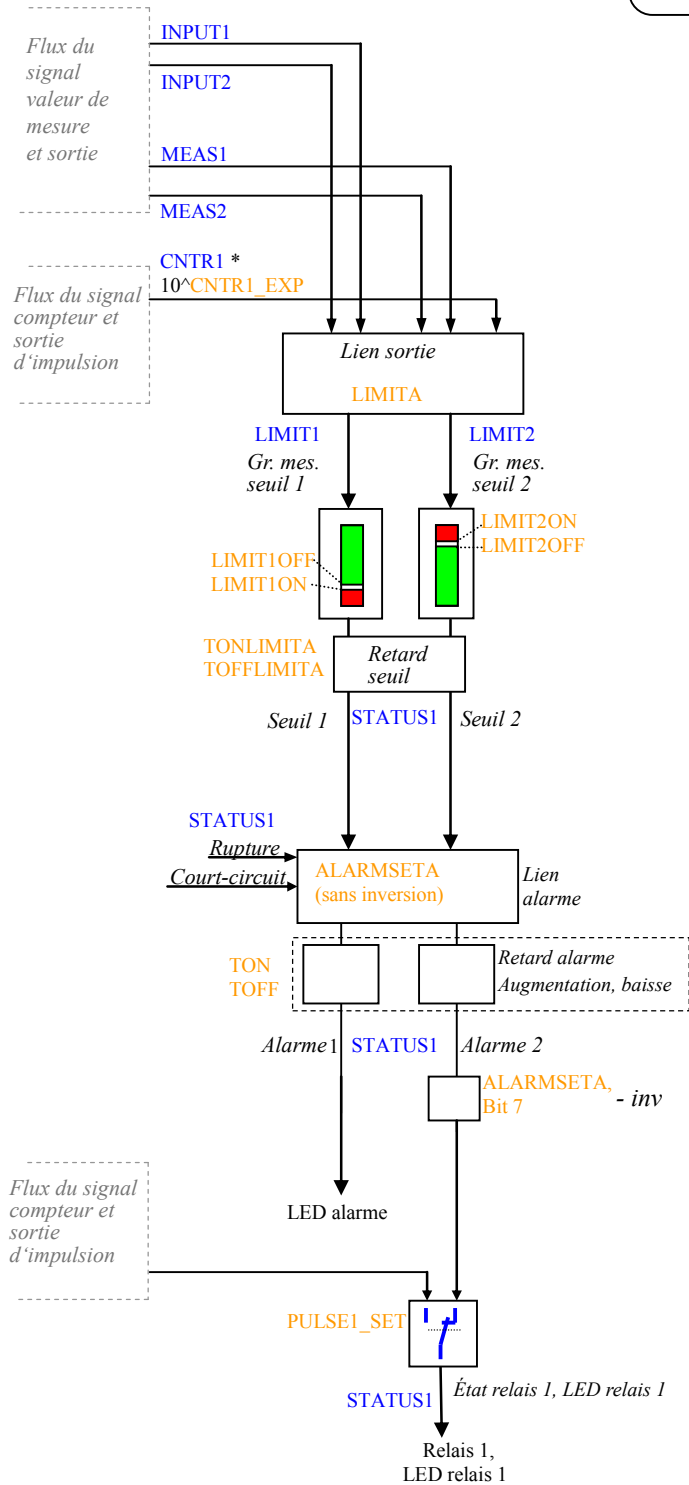 Flux du
signal
valeur de
mesure
et sortie
INPUT1
INPUT2
MEAS1
MEAS2
CNTR1 *
10^CNTR1_EXP
Flux du signal
compteur et
sortie
d‘impulsion
Lien sortie
LIMITA
LIMIT1
Gr. mes.
seuil 1
LIMIT2
Gr. mes.
seuil 2
LIMIT1OFF
LIMIT1ON
LIMIT2ON
LIMIT2OFF
TONLIMITA
TOFFLIMITA
Retard
seuil
Seuil 1 STATUS1 Seuil 2
STATUS1
Rupture
Court-circuit
ALARMSETA
(sans inversion)
Lien
alarme
TON
TOFF
Retard alarme
Augmentation, baisse
Alarme 1 STATUS1 Alarme 2
ALARMSETA,
Bit 7
- inv
Flux du signal
compteur et
sortie
d‘impulsion
LED alarme
PULSE1_SET
STATUS1
État relais 1, LED relais 1
Relais 1,
LED relais 1